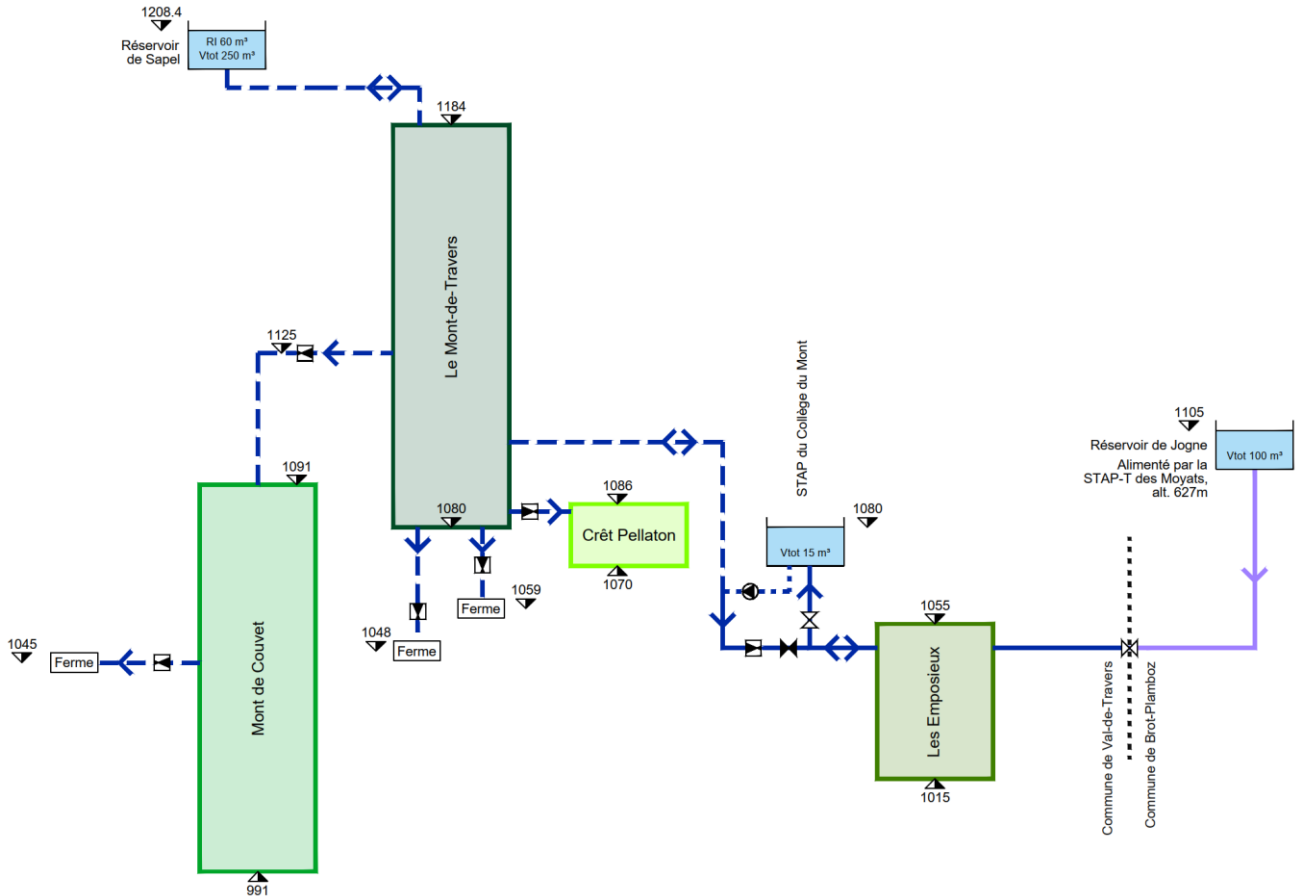 1208.4
Réservoir
de Sapel
RI 60 m³
Vtot 250 m³
1184
Le Mont-de-Travers
1125
1091
1080
1086
Crêt Pellaton
1070
STAP du Collège du Mont
1080
Vtot 15 m³
1105
Réservoir de Jogne
Alimenté par la
STAP-T des Moyats,
alt. 627m
Vtot 100 m³
Ferme
1059
1048
Ferme
1045
Ferme
Mont de Couvet
991
1055
Les Emposieux
1015
Commune de Val-de-Travers
Commune de Brot-Plamboz